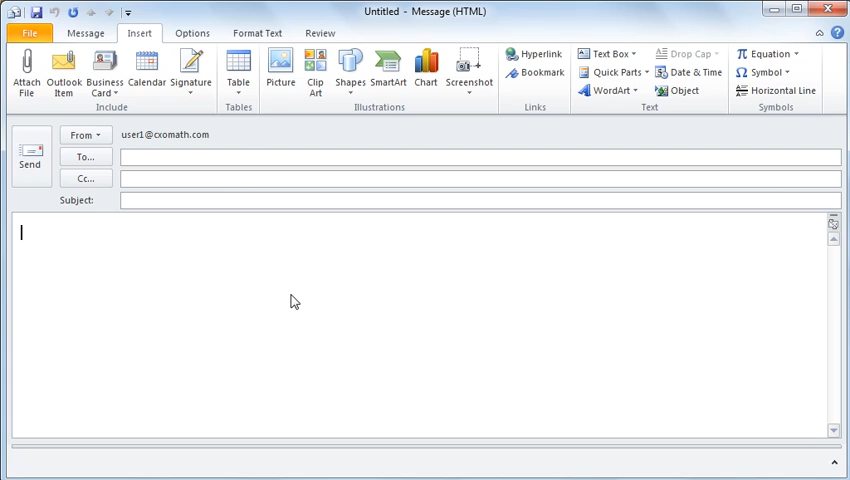 Untitled - Message (HTML)
File Message Insert Options Format Text Review
Attach File
Outlook Item
Business Card
Calendar
Signature
Include
Table
Tables
Picture
Clip Art
Shapes
SmartArt
Chart
Screenshot
Illustrations
Hyperlink
Bookmark
Links
Text Box
Quick Parts
WordArt
Drop Cap
Date & Time
Object
Text
Equation
Symbol
Horizontal Line
Symbols
Send
From user1@cxomath.com
To...
Cc...
Subject: